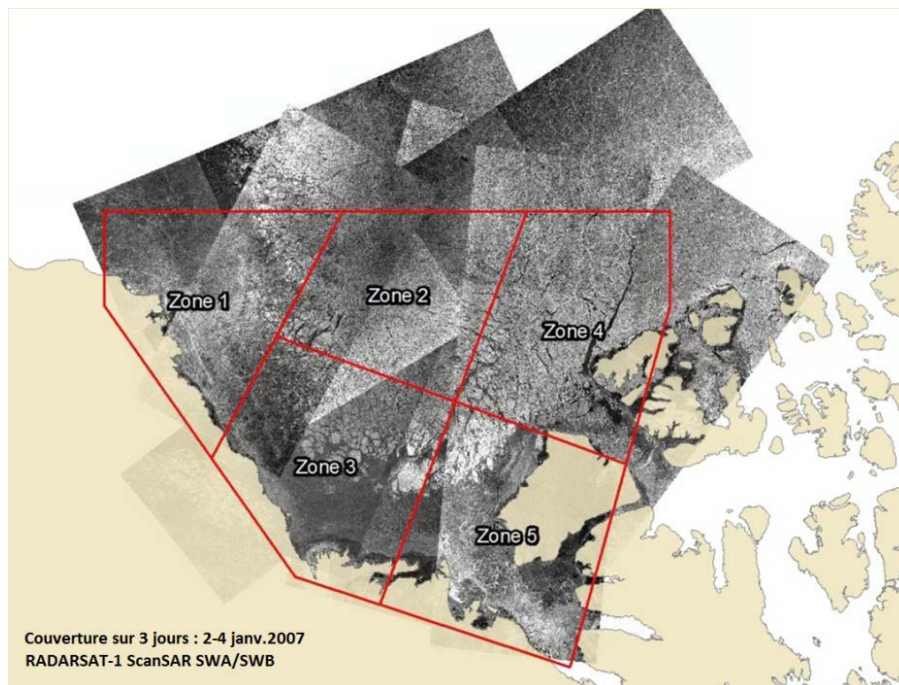 Zone 1
Zone 2
Zone 4
Zone 3
Zone 5
Couverture sur 3 jours : 2-4 janv.2007
RADARSAT-1 ScanSAR SWA/SWB